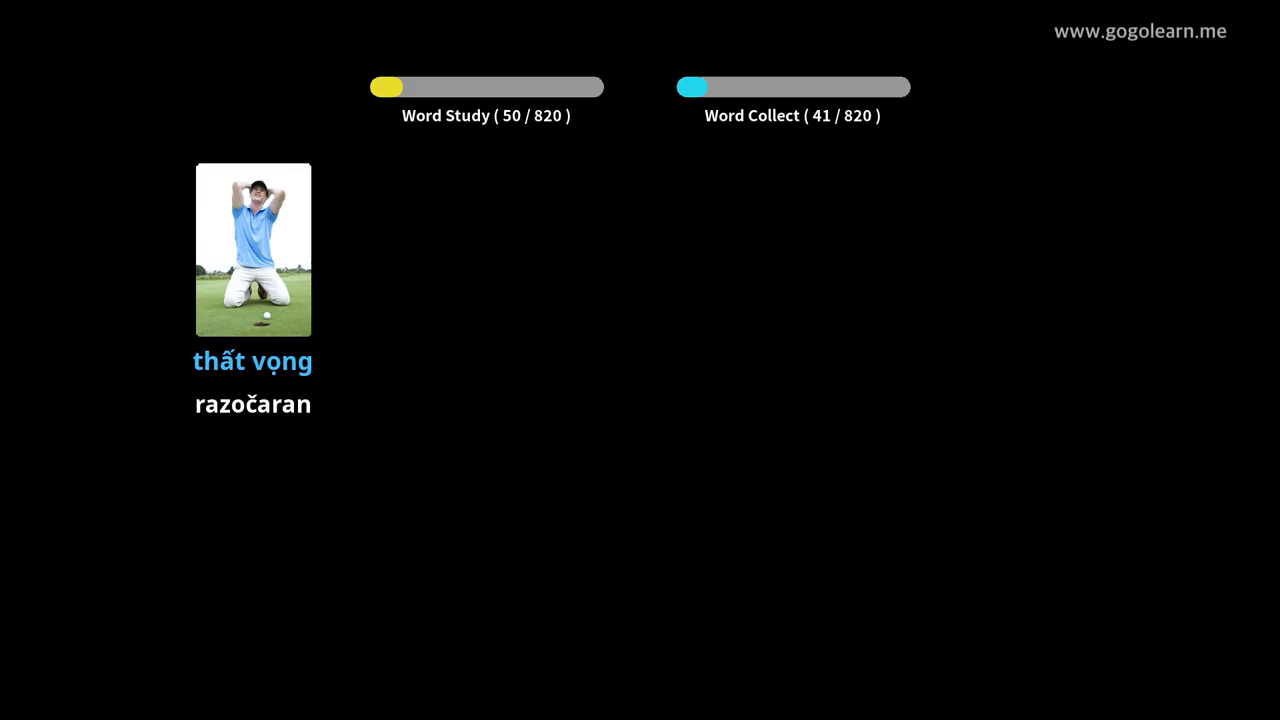 www.gogolearn.me
Word Study ( 50 / 820 )
Word Collect ( 41 / 820 )
thất vọng
razočaran